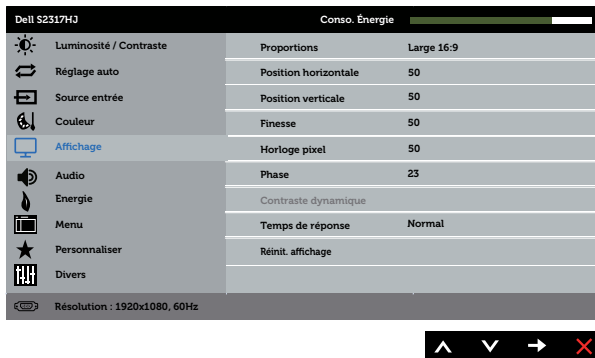 Dell S2317HJ Conso. Énergie
Luminosité / Contraste
Réglage auto
Source entrée
Couleur
Affichage
Audio
Energie
Menu
Personnaliser
Divers
Proportions Large 16:9
Position horizontale 50
Position verticale 50
Finesse 50
Horloge pixel 50
Phase 23
Contraste dynamique
Temps de réponse Normal
Réinit. affichage
Résolution : 1920x1080, 60Hz